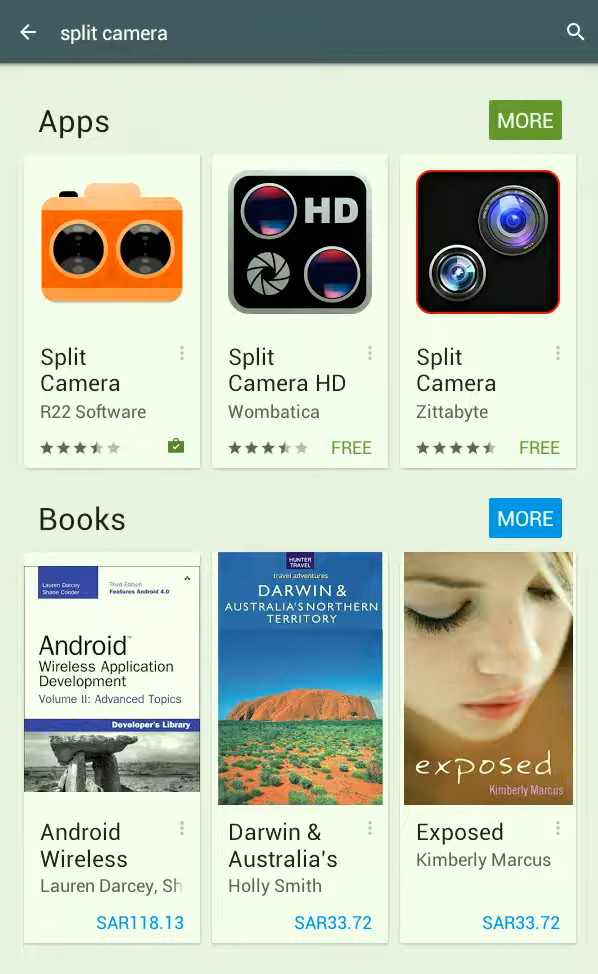 split camera
Apps
MORE
HD
Split
Camera
R22 Software
Split
Camera HD
Wombatica
FREE
Split
Camera
Zittabyte
FREE
Books
MORE
Lauren Darcey
Shane Conder
Third Edition
Features Android 4.0
Android™
Wireless Application
Development
Volume II: Advanced Topics
Developer's Library
HUNTER
TRAVEL
travel adventures
DARWIN &
AUSTRALIA'S NORTHERN
TERRITORY
exposed
Kimberly Marcus
Android
Wireless
Lauren Darcey, Sh
SAR118.13
Darwin &
Australia's
Holly Smith
SAR33.72
Exposed
Kimberly Marcus
SAR33.72